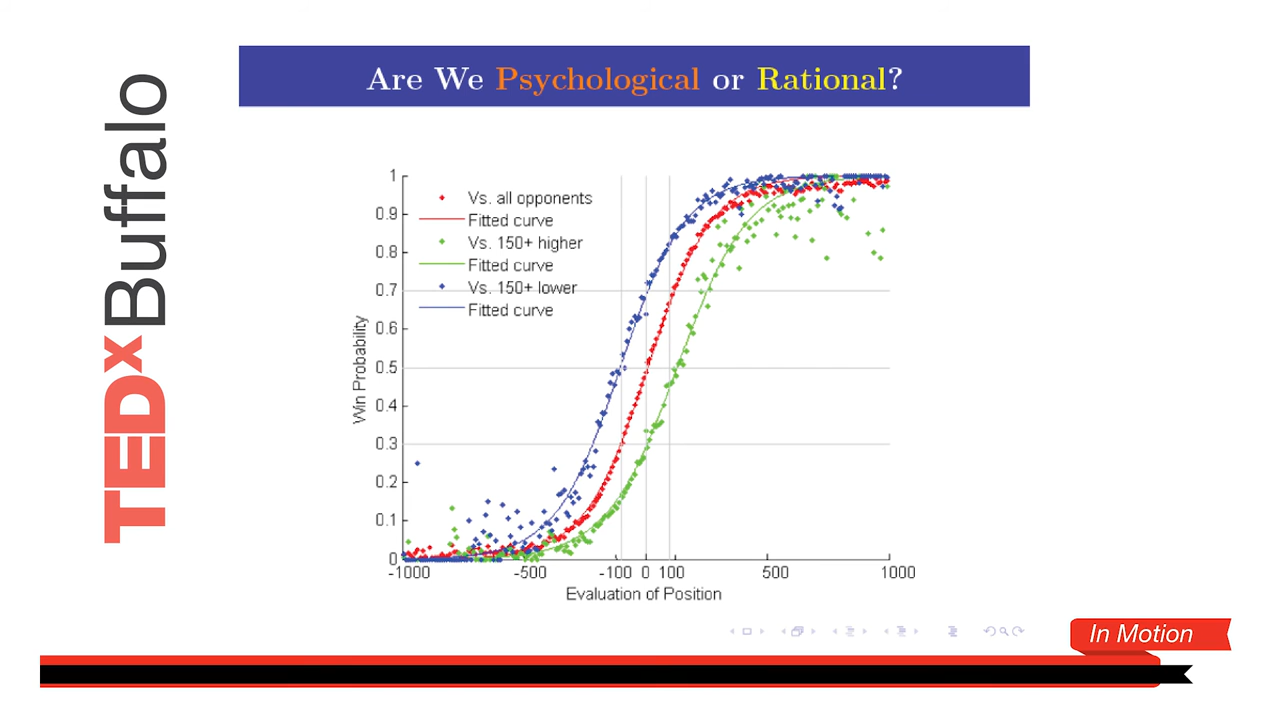 TEDxBuffalo
Are We Psychological or Rational?
Vs. all opponents
Fitted curve
Vs. 150+ higher
Fitted curve
Vs. 150+ lower
Fitted curve
Win Probability
1
0.9
0.8
0.7
0.6
0.5
0.4
0.3
0.2
0.1
0
-1000 -500 -100 0 100 500 1000
Evaluation of Position
In Motion